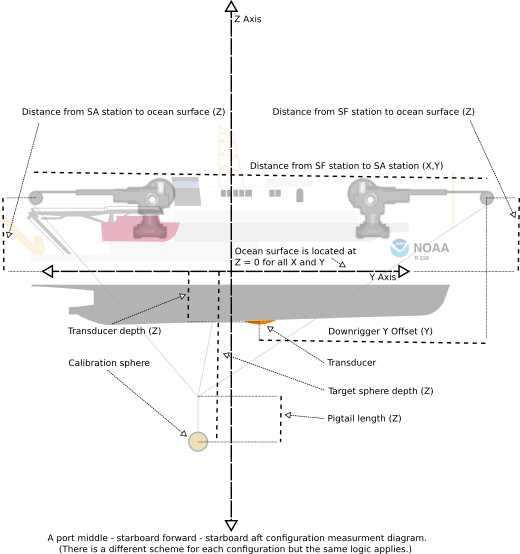 Z Axis
Distance from SA station to ocean surface (Z)
Distance from SF station to ocean surface (Z)
Distance from SF station to SA station (X,Y)
Ocean surface is located at
Z = 0 for all X and Y
NOAA
R 226
Y Axis
Transducer depth (Z)
Downrigger Y Offset (Y)
Calibration sphere
Transducer
Target sphere depth (Z)
Pigtail length (Z)
A port middle - starboard forward - starboard aft configuration measurment diagram.
(There is a different scheme for each configuration but the same logic applies.)